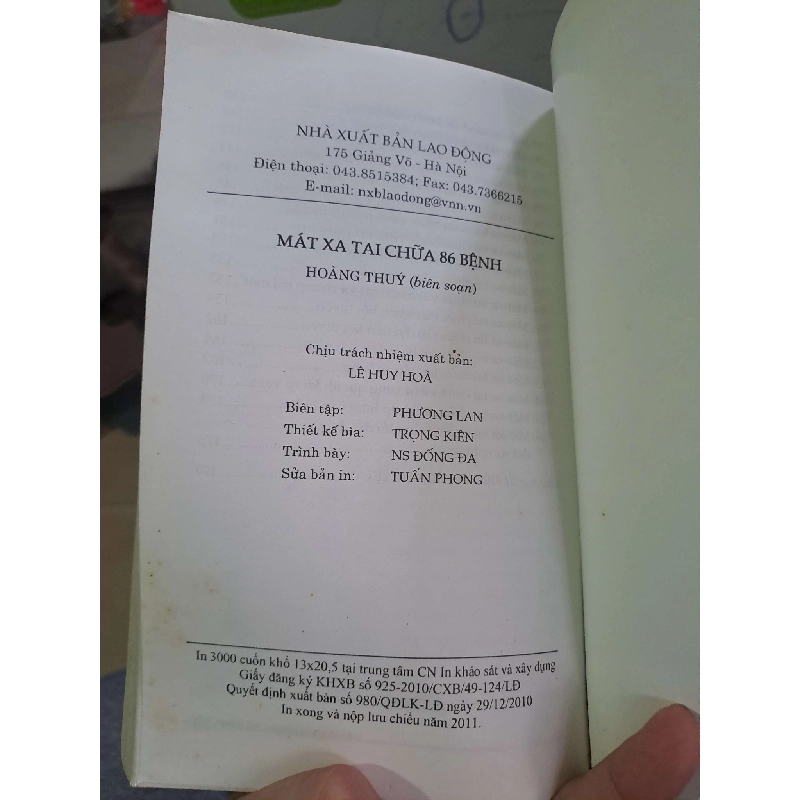 NHÀ XUẤT BẢN LAO ĐỘNG
175 Giảng Võ - Hà Nội
Điện thoại: 043.8515384; Fax: 043.7366215
E-mail: nxblaodong@vnn.vn
MÁT XA TAI CHỮA 86 BỆNH
HOÀNG THUÝ (biên soạn)
Chịu trách nhiệm xuất bản:
LÊ HUY HOÀ
Biên tập: PHƯƠNG LAN
Thiết kế bìa: TRỌNG KIÊN
Trình bày: NS ĐỐNG ĐA
Sửa bản in: TUẤN PHONG
In 3000 cuốn khổ 13x20,5 tại trung tâm CN In khảo sát và xây dựng
Giấy đăng ký KHXB số 925-2010/CXB/49-124/LĐ
Quyết định xuất bản số 980/QĐLK-LĐ ngày 29/12/2010
In xong và nộp lưu chiểu năm 2011.